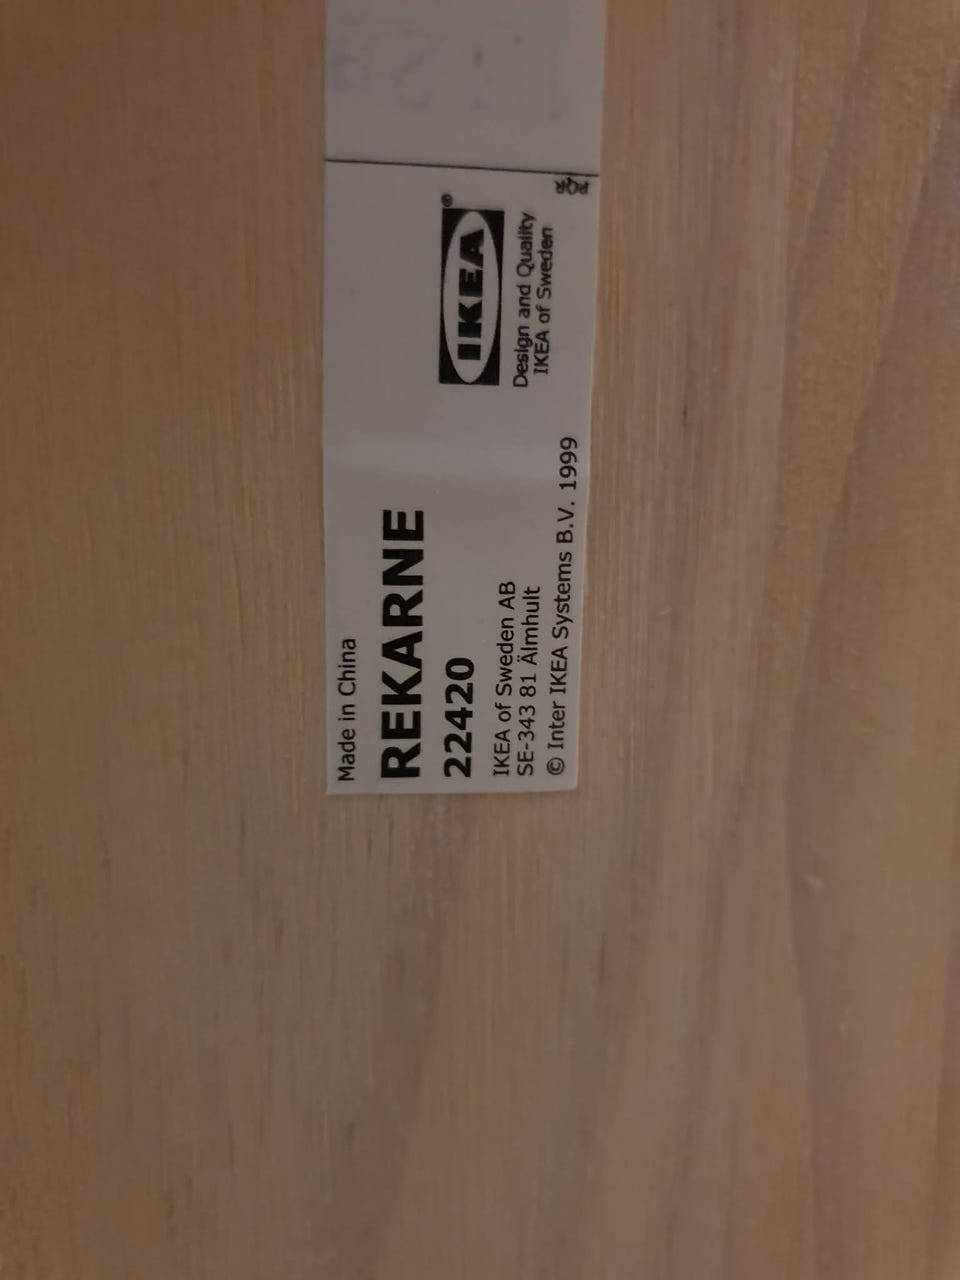 Made in China
REKARNE
22420
IKEA of Sweden AB
SE-343 81 Älmhult
© Inter IKEA Systems B.V. 1999
IKEA®
Design and Quality
IKEA of Sweden